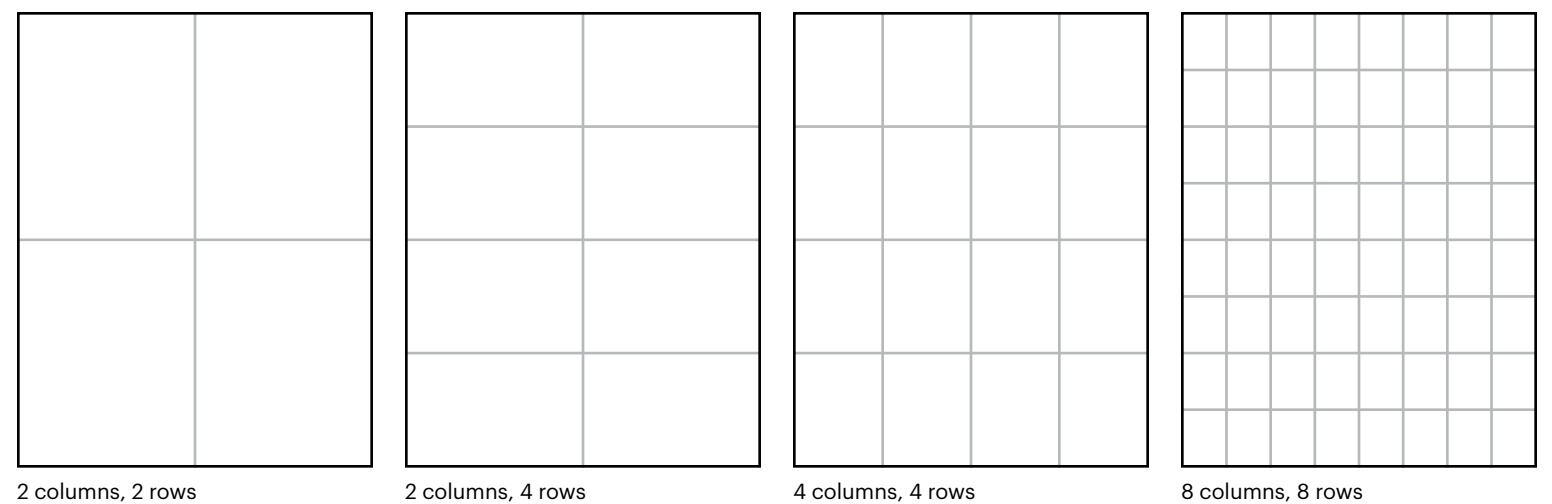 2 columns, 2 rows
2 columns, 4 rows
4 columns, 4 rows
8 columns, 8 rows